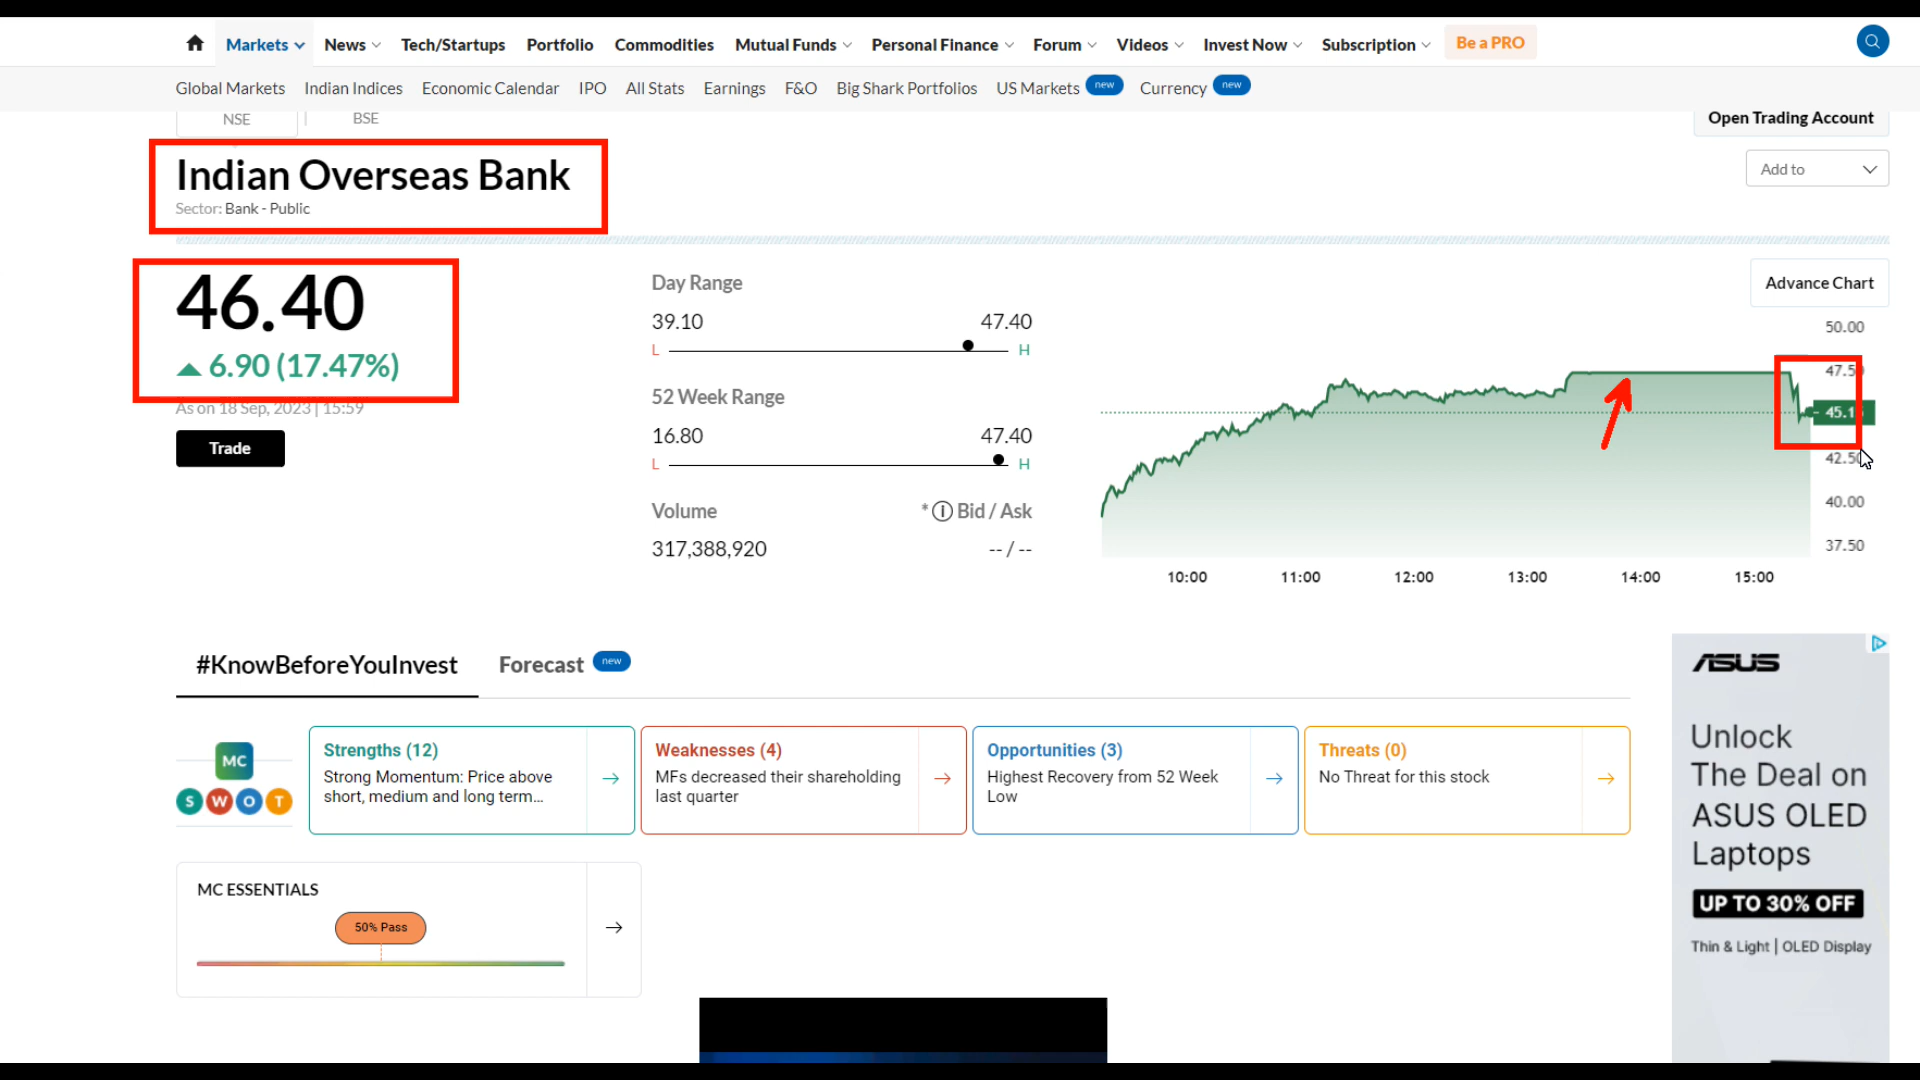 Markets News Tech/Startups Portfolio Commodities Mutual Funds Personal Finance Forum Videos Invest Now Subscription Be a PRO
Global Markets Indian Indices Economic Calendar IPO All Stats Earnings F&O Big Shark Portfolios US Markets new Currency new
NSE BSE
Open Trading Account
Indian Overseas Bank
Add to
Sector: Bank - Public
46.40
6.90 (17.47%)
As on 18 Sep, 2023 | 15:59
Trade
Day Range
39.10 47.40
L H
52 Week Range
16.80 47.40
L H
Volume * Bid / Ask
317,388,920 -- / --
Advance Chart
50.00
47.50
45.1
42.50
40.00
37.50
10:00 11:00 12:00 13:00 14:00 15:00
#KnowBeforeYouInvest Forecast new
MC
S W O T
Strengths (12)
Strong Momentum: Price above
short, medium and long term...
Weaknesses (4)
MFs decreased their shareholding
last quarter
Opportunities (3)
Highest Recovery from 52 Week
Low
Threats (0)
No Threat for this stock
MC ESSENTIALS
50% Pass
ASUS
Unlock
The Deal on
ASUS OLED
Laptops
UP TO 30% OFF
Thin & Light | OLED Display